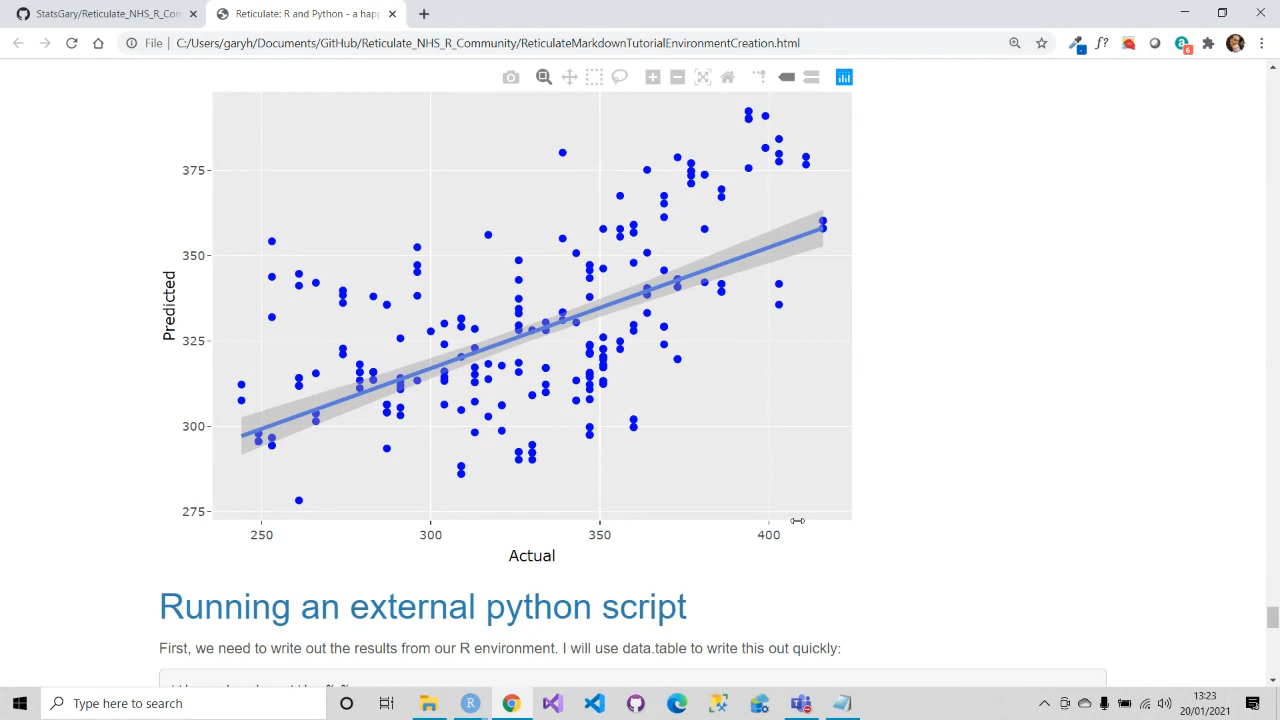 StatsGary/Reticulate_NHS_R_Con
Reticulate: R and Python - a happ
File
C:/Users/garyh/Documents/GitHub/Reticulate_NHS_R_Community/ReticulateMarkdownTutorialEnvironmentCreation.html
f?
6
375
350
325
300
275
Predicted
250
300
350
400
Actual
Running an external python script
First, we need to write out the results from our R environment. I will use data.table to write this out quickly:
Type here to search
13:23
20/01/2021